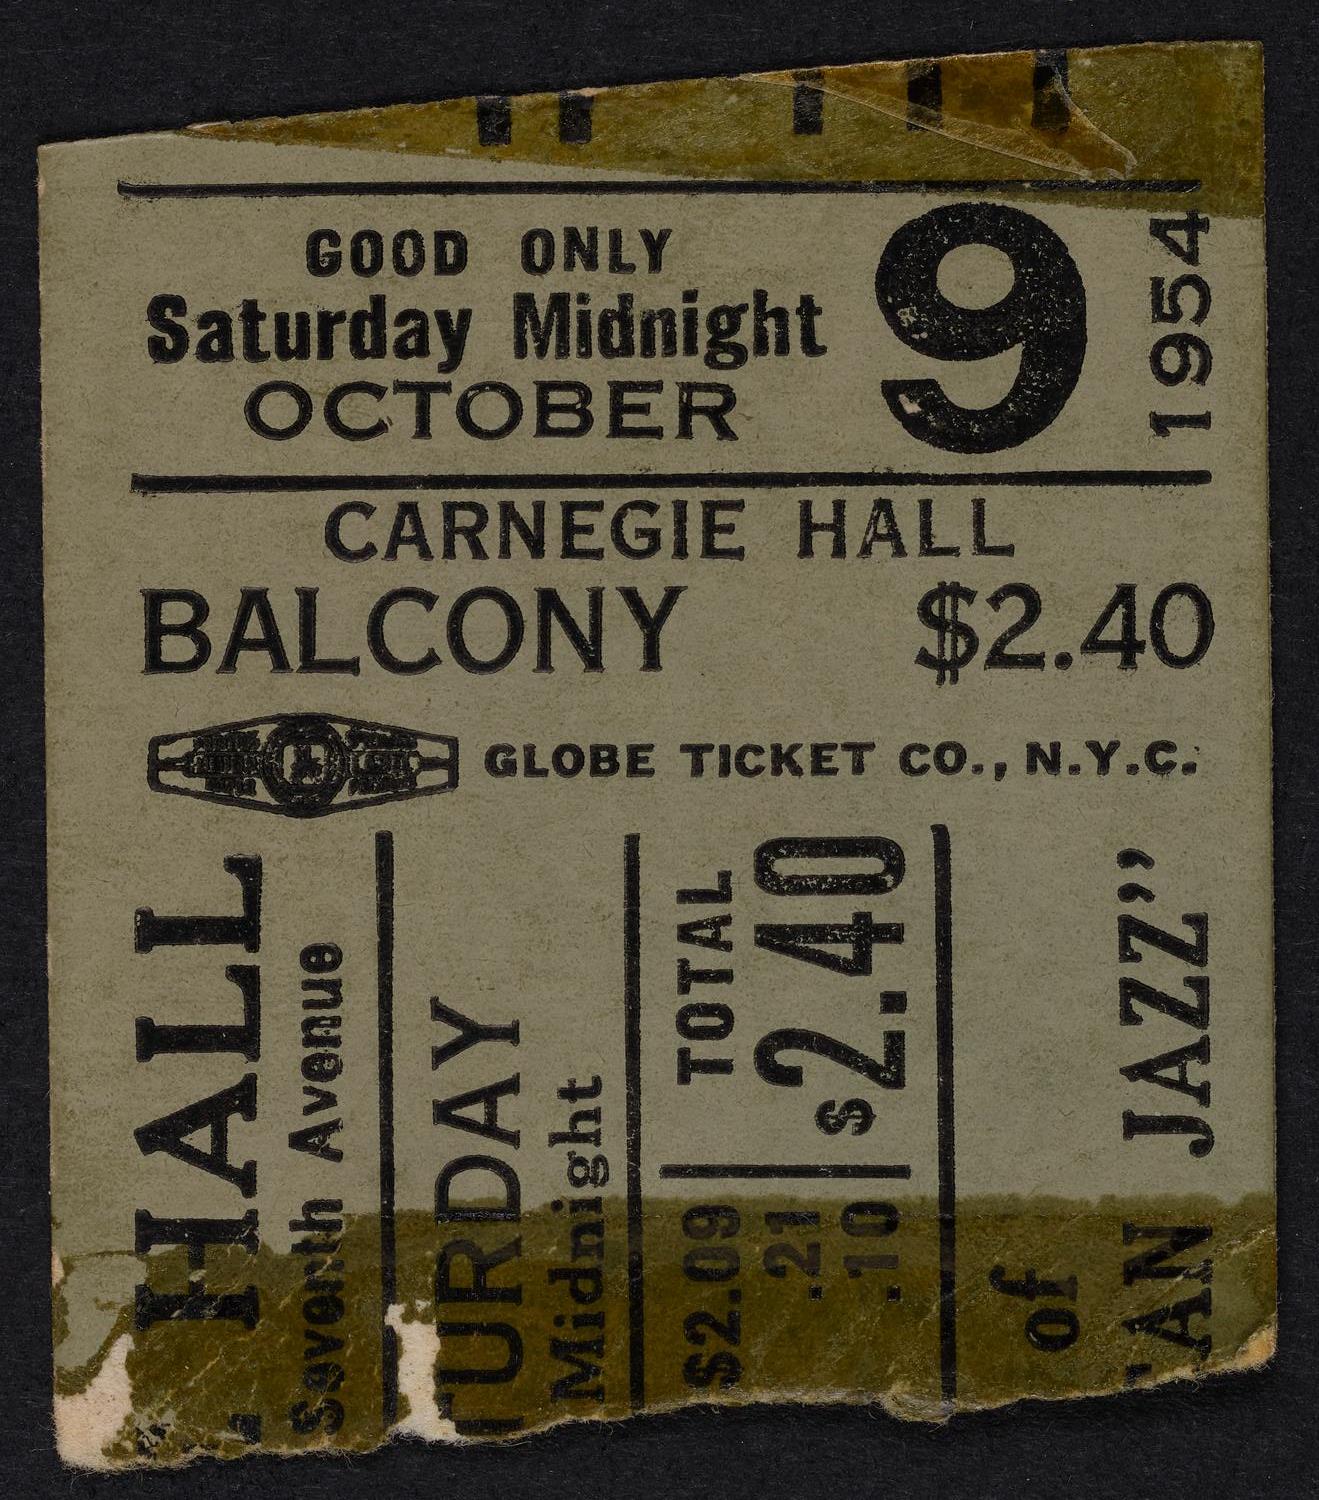 GOOD ONLY
Saturday Midnight
OCTOBER
9
1954
CARNEGIE HALL
BALCONY $2.40
GLOBE TICKET CO., N.Y.C.
HALL
Seventh Avenue
TURDAY
Midnight
$2.09
.21
.10
TOTAL
$2.40
of
AN JAZZ"